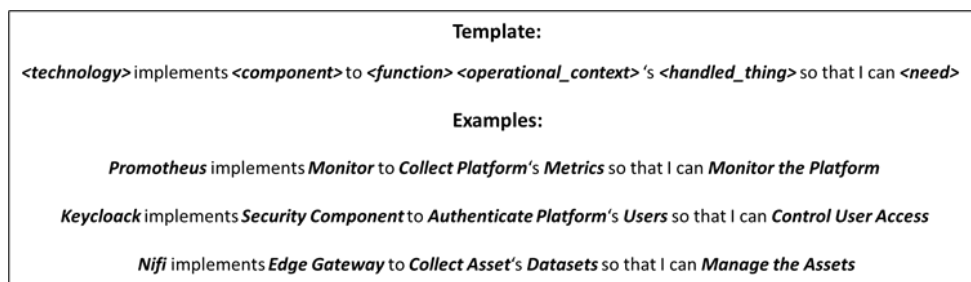 Template:
<technology> implements <component> to <function> <operational_context> ‘s <handled_thing> so that I can <need>
Examples:
Promotheus implements Monitor to Collect Platform‘s Metrics so that I can Monitor the Platform
Keycloack implements Security Component to Authenticate Platform‘s Users so that I can Control User Access
Nifi implements Edge Gateway to Collect Asset‘s Datasets so that I can Manage the Assets